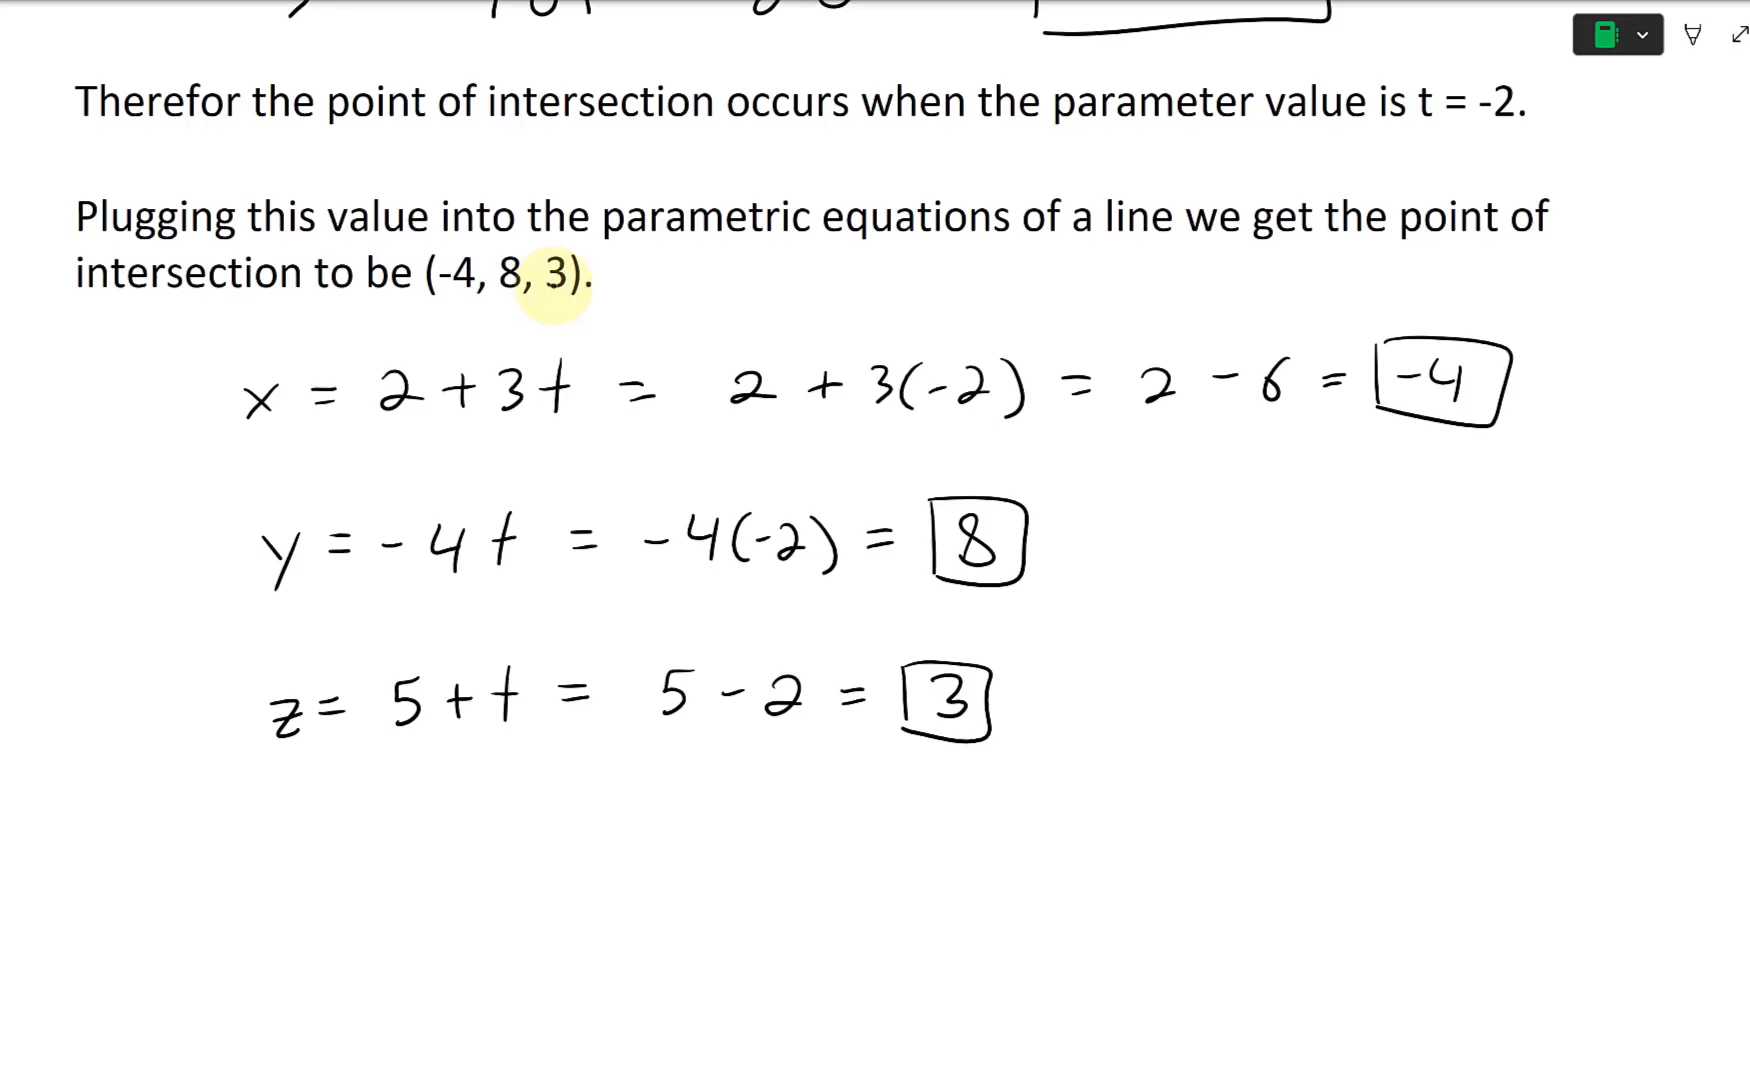 Therefor the point of intersection occurs when the parameter value is t = -2.
Plugging this value into the parametric equations of a line we get the point of
intersection to be (-4, 8, 3).
x = 2 + 3t = 2 + 3(-2) = 2 - 6 = -4
y = -4t = -4(-2) = 8
z = 5 + t = 5 - 2 = 3